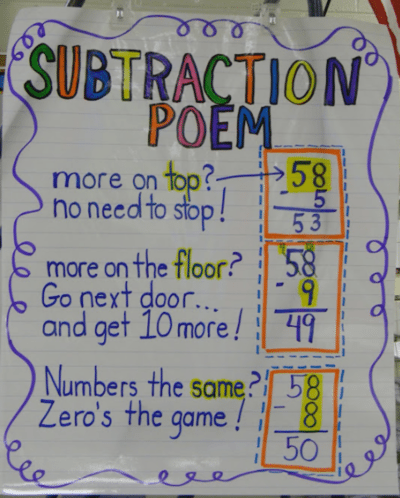 SUBTRACTION
POEM
more on top?
no need to stop!
58
- 5
53
more on the floor?
Go next door...
and get 10 more!
58
- 9
49
Numbers the same?
Zero's the game!
58
- 8
50